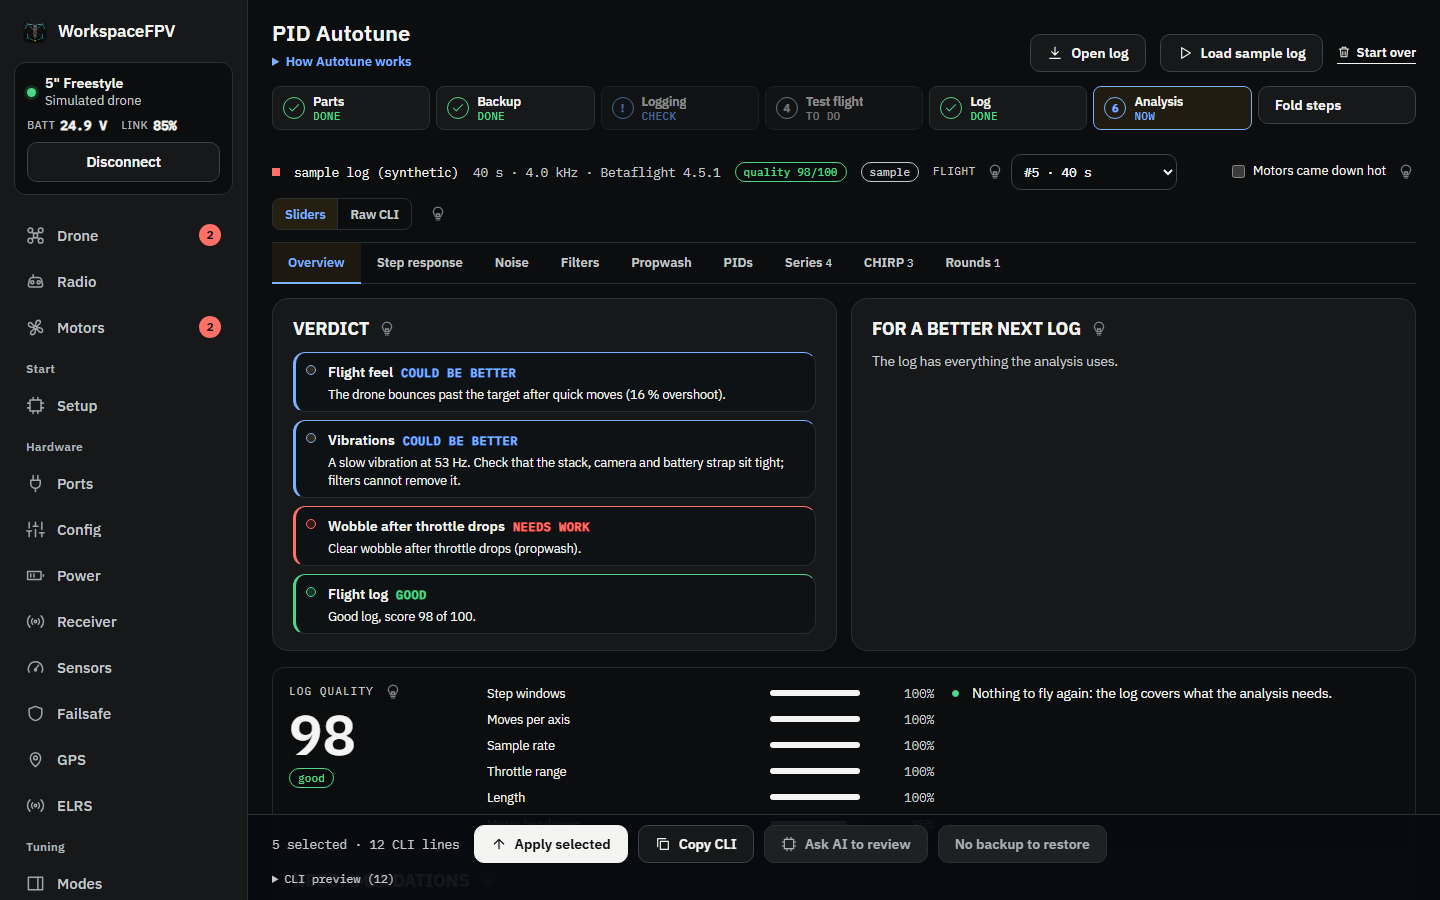 WorkspaceFPV
5" Freestyle
Simulated drone
BATT 24.9 V LINK 85%
Disconnect
Drone 2
Radio
Motors 2
Start
Setup
Hardware
Ports
Config
Power
Receiver
Sensors
Failsafe
GPS
ELRS
Tuning
Modes
PID Autotune
How Autotune works
Open log
Load sample log
Start over
Parts
DONE
Backup
DONE
! Logging
CHECK
4 Test flight
TO DO
Log
DONE
6 Analysis
NOW
Fold steps
sample log (synthetic) 40 s · 4.0 kHz · Betaflight 4.5.1 quality 98/100 sample FLIGHT #5 · 40 s Motors came down hot
Sliders Raw CLI
Overview Step response Noise Filters Propwash PIDs Series 4 CHIRP 3 Rounds 1
VERDICT
Flight feel COULD BE BETTER
The drone bounces past the target after quick moves (16 % overshoot).
Vibrations COULD BE BETTER
A slow vibration at 53 Hz. Check that the stack, camera and battery strap sit tight;
filters cannot remove it.
Wobble after throttle drops NEEDS WORK
Clear wobble after throttle drops (propwash).
Flight log GOOD
Good log, score 98 of 100.
FOR A BETTER NEXT LOG
The log has everything the analysis uses.
LOG QUALITY
98
good
Step windows 100%
Moves per axis 100%
Sample rate 100%
Throttle range 100%
Length 100%
Nothing to fly again: the log covers what the analysis needs.
5 selected · 12 CLI lines
Apply selected
Copy CLI
Ask AI to review
No backup to restore
CLI preview (12)